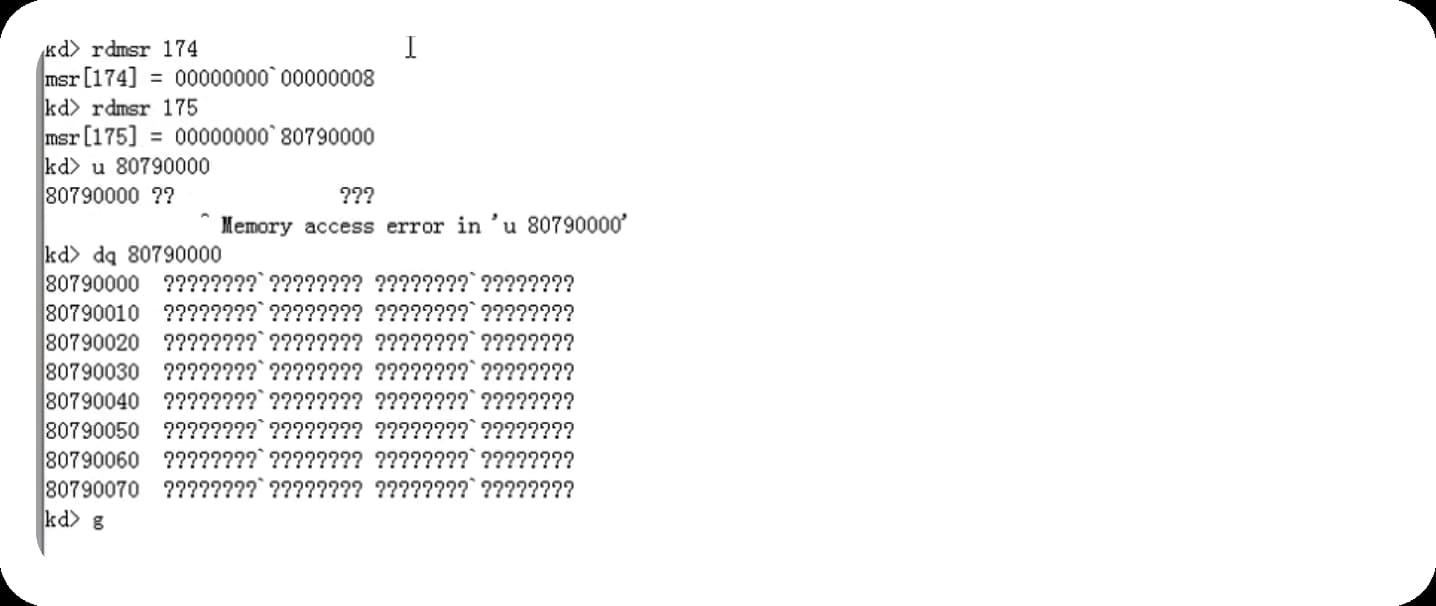 kd> rdmsr 174
msr[174] = 00000000`00000008
kd> rdmsr 175
msr[175] = 00000000`80790000
kd> u 80790000
80790000 ??              ???
             ^ Memory access error in 'u 80790000'
kd> dq 80790000
80790000  ????????`???????? ????????`????????
80790010  ????????`???????? ????????`????????
80790020  ????????`???????? ????????`????????
80790030  ????????`???????? ????????`????????
80790040  ????????`???????? ????????`????????
80790050  ????????`???????? ????????`????????
80790060  ????????`???????? ????????`????????
80790070  ????????`???????? ????????`????????
kd> g